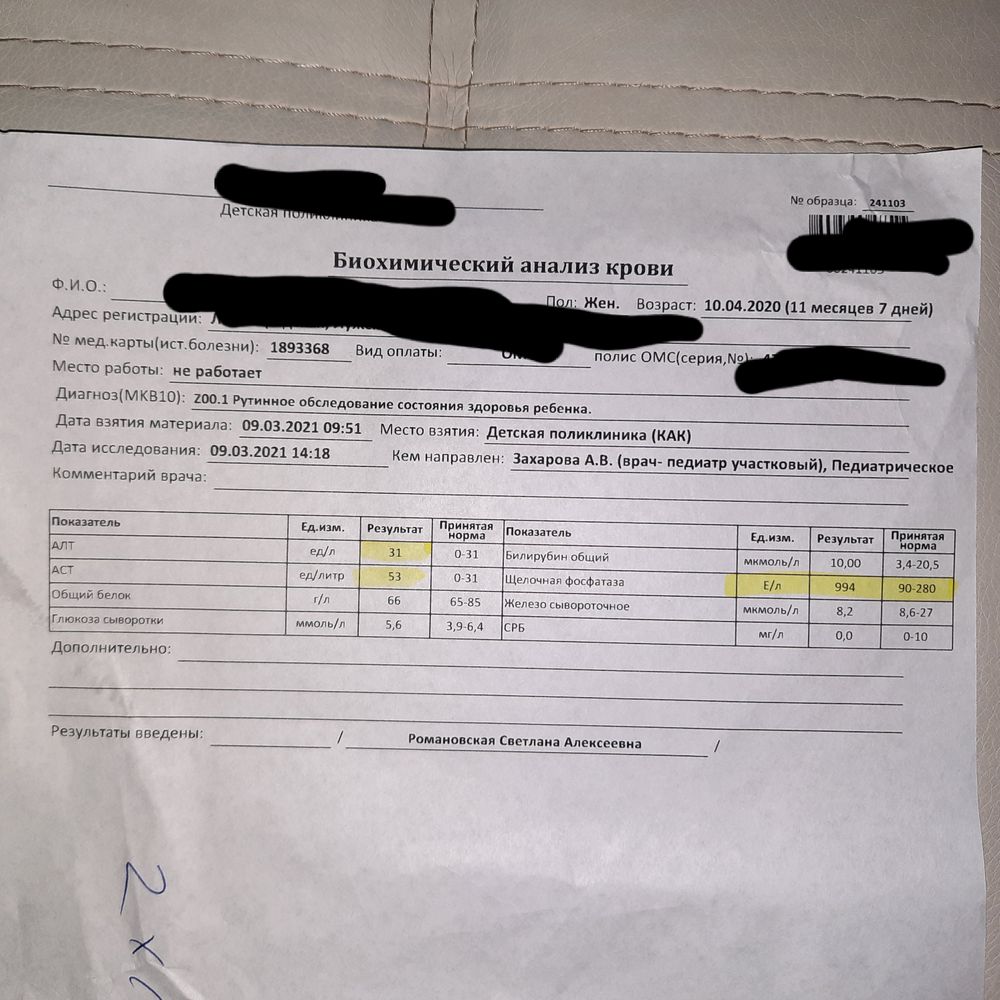 Детская
№ образца: 241103
Биохимический анализ крови
Ф.И.О.:
Пол: Жен. Возраст: 10.04.2020 (11 месяцев 7 дней)
Адрес регистрации:
№ мед.карты(ист.болезни): 1893368 Вид оплаты: полис ОМС(серия,№):
Место работы: не работает
Диагноз(МКВ10): Z00.1 Рутинное обследование состояния здоровья ребенка.
Дата взятия материала: 09.03.2021 09:51 Место взятия: Детская поликлиника (КАК)
Дата исследования: 09.03.2021 14:18 Кем направлен: Захарова А.В. (врач- педиатр участковый), Педиатрическое
Комментарий врача:
Показатель Ед.изм. Результат Принятая норма Показатель Ед.изм. Результат Принятая норма
АЛТ ед/л 31 0-31 Билирубин общий мкмоль/л 10,00 3,4-20,5
АСТ ед/литр 53 0-31 Щелочная фосфатаза Е/л 994 90-280
Общий белок г/л 66 65-85 Железо сывороточное мкмоль/л 8,2 8,6-27
Глюкоза сыворотки ммоль/л 5,6 3,9-6,4 СРБ мг/л 0,0 0-10
Дополнительно:
Результаты введены: / Романовская Светлана Алексеевна /